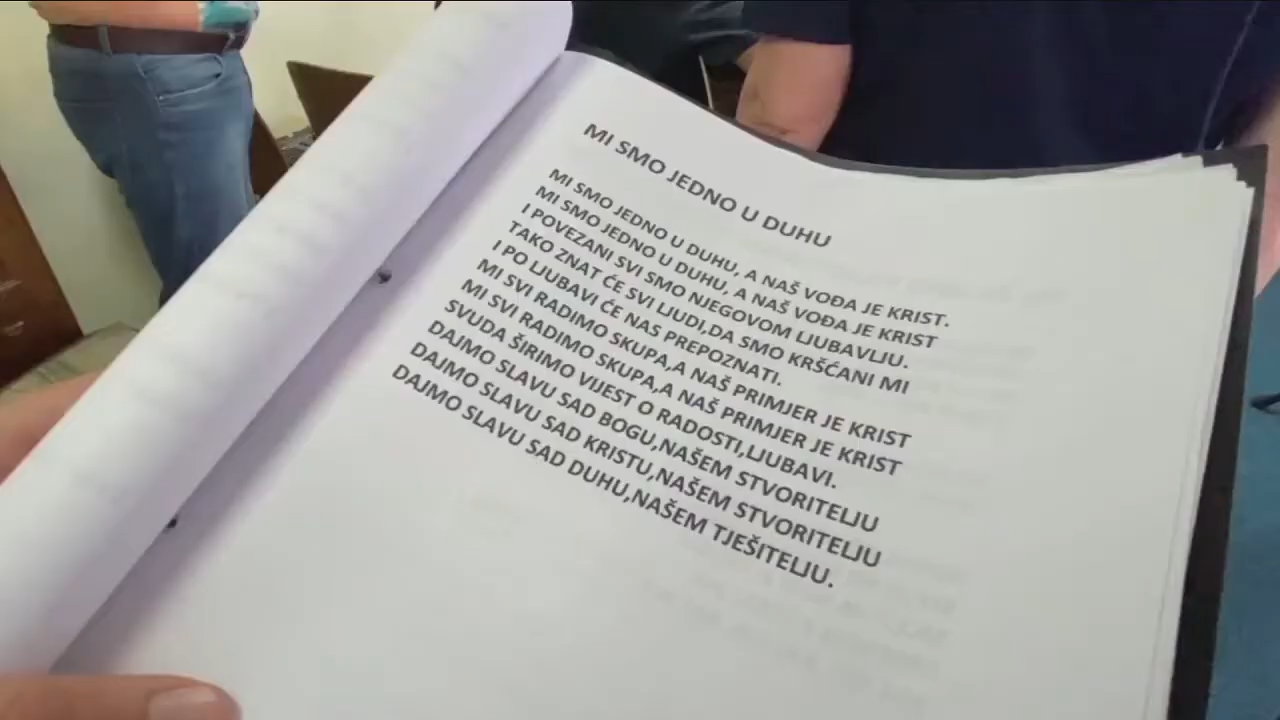 MI SMO JEDNO U DUHU
MI SMO JEDNO U DUHU, A NAŠ VOĐA JE KRIST.
MI SMO JEDNO U DUHU, A NAŠ VOĐA JE KRIST
I POVEZANI SVI SMO NJEGOVOM LJUBAVLJU.
TAKO ZNAT ĆE SVI LJUDI,DA SMO KRŠĆANI MI
I PO LJUBAVI ĆE NAS PREPOZNATI.
MI SVI RADIMO SKUPA,A NAŠ PRIMJER JE KRIST
MI SVI RADIMO SKUPA,A NAŠ PRIMJER JE KRIST
SVUDA ŠIRIMO VIJEST O RADOSTI,LJUBAVI.
DAJMO SLAVU SAD BOGU,NAŠEM STVORITELJU
DAJMO SLAVU SAD KRISTU,NAŠEM STVORITELJU
DAJMO SLAVU SAD DUHU,NAŠEM TJEŠITELJU.